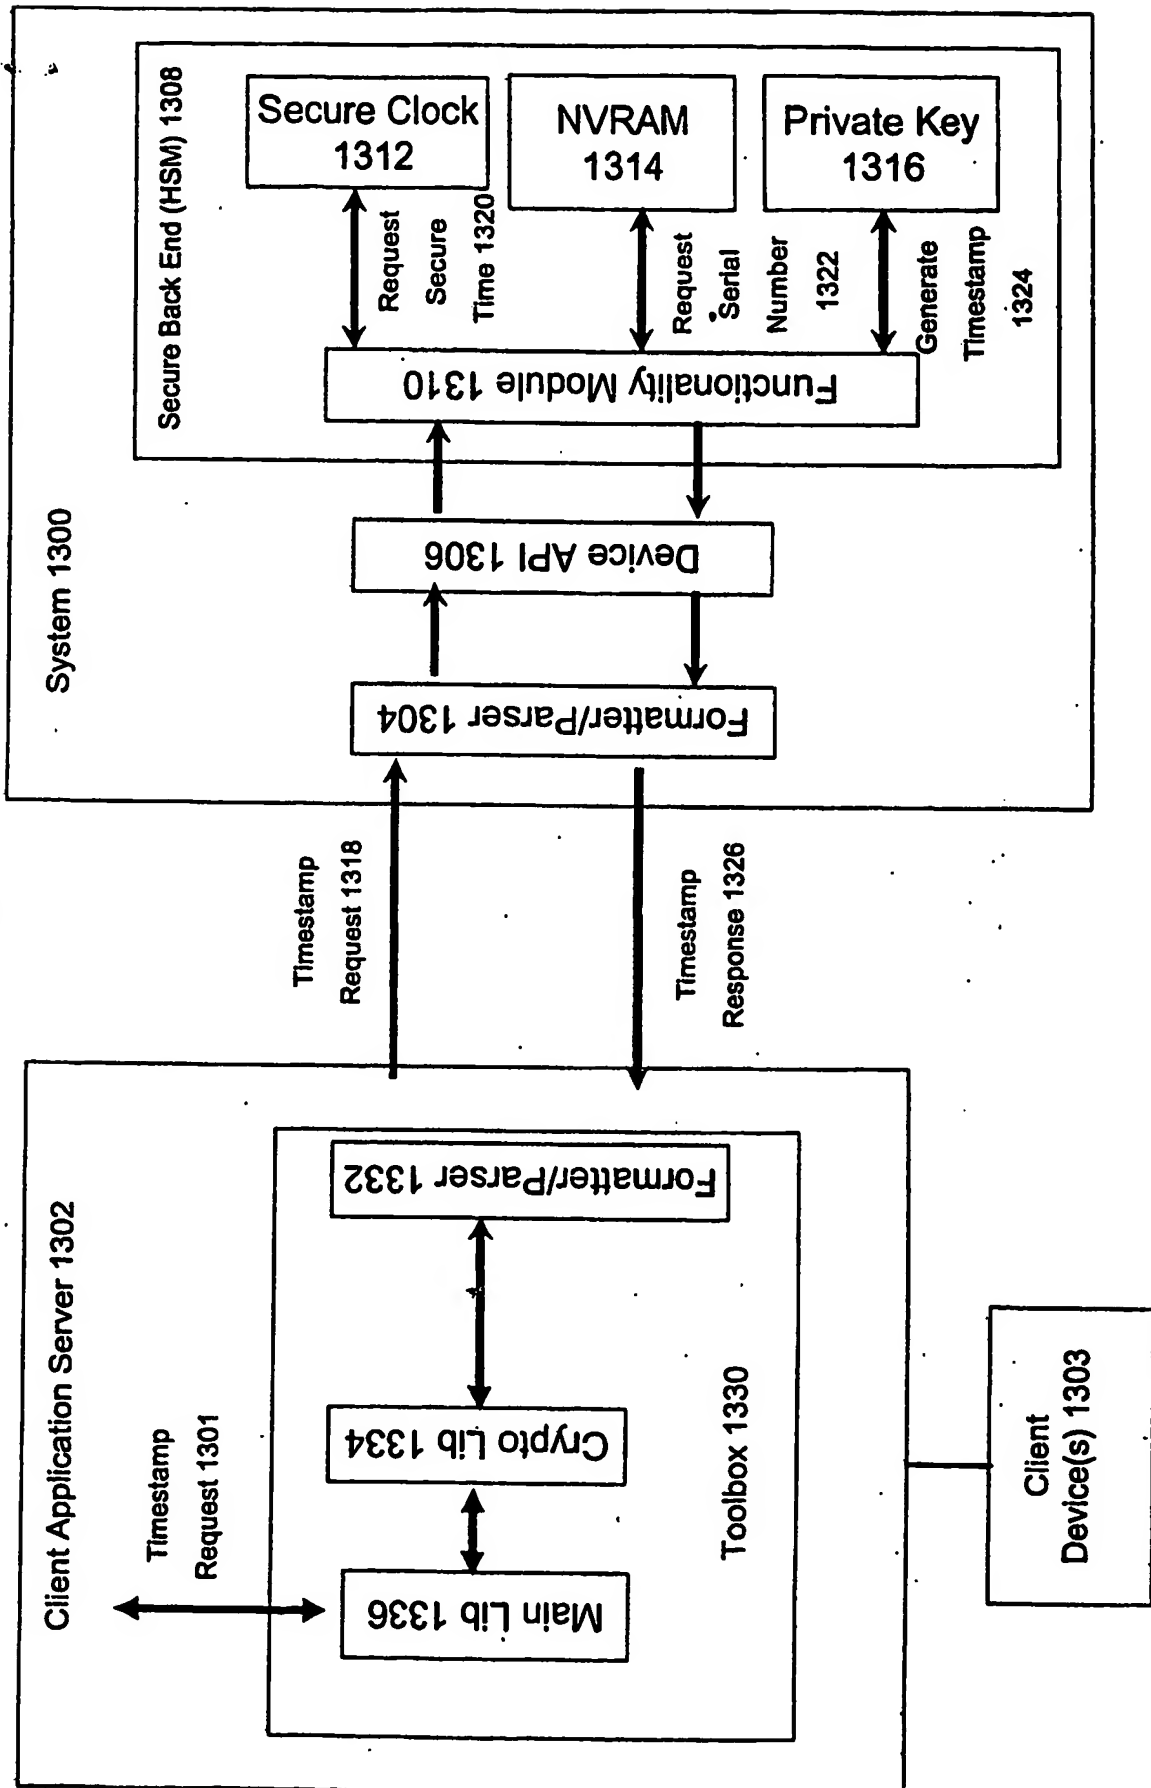 System 1300
Secure Back End (HSM) 1308
Secure Clock
1312
NVRAM
1314
Private Key
1316
Request
Secure
Time 1320
Request
Serial
Number
1322
Generate
Timestamp
1324
Functionality Module 1310
Device API 1306
Formatter/Parser 1304
Timestamp
Request 1318
Timestamp
Response 1326
Client Application Server 1302
Timestamp
Request 1301
Formatter/Parser 1332
Crypto Lib 1334
Main Lib 1336
Toolbox 1330
Client
Device(s) 1303